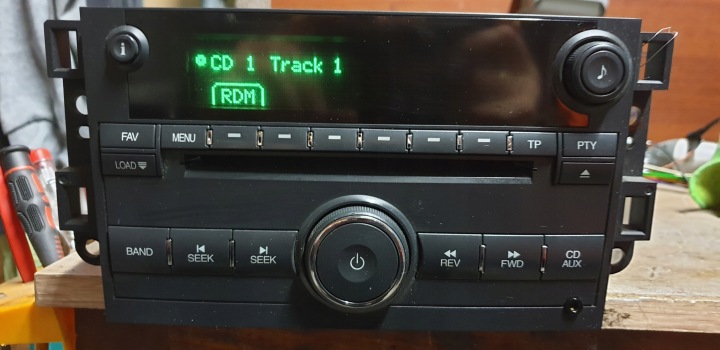 i
CD 1 Track 1
RDM
FAV
MENU
TP
PTY
LOAD
BAND
SEEK
SEEK
REV
FWD
CD
AUX